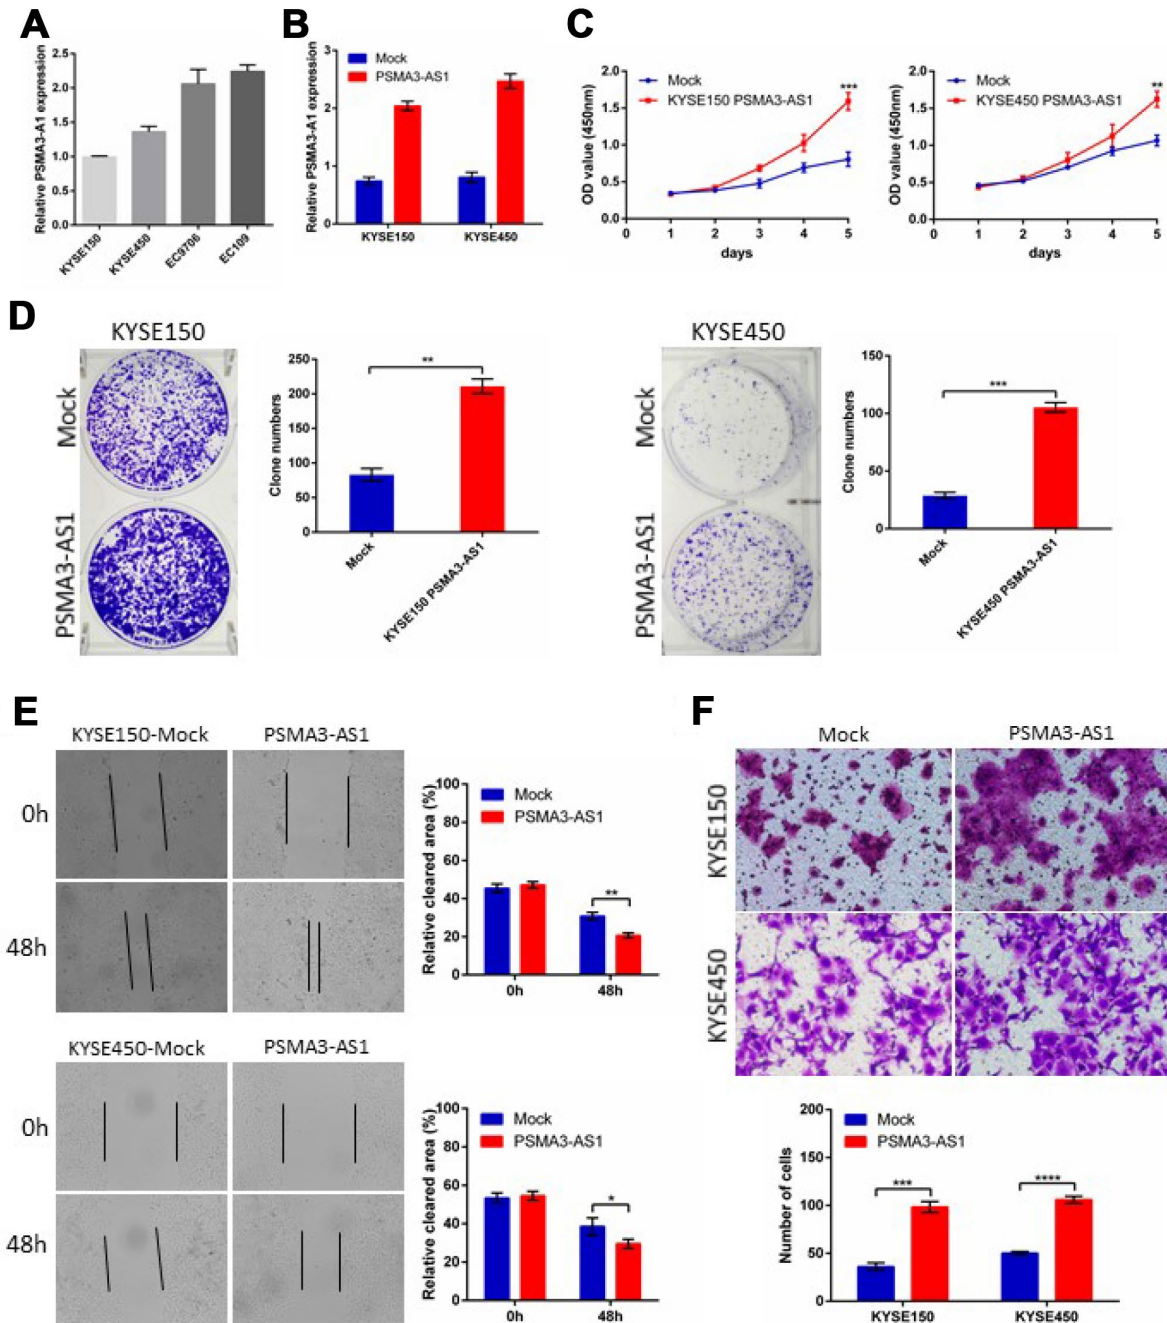 A
Relative PSMA3-A1 expression
2.5
2.0
1.5
1.0
0.5
0.0
KYSE150
KYSE450
EC9706
EC109
B
Relative PSMA3-A1 expression
3
2
1
0
Mock
PSMA3-AS1
KYSE150
KYSE450
C
OD value (450nm)
2.0
1.5
1.0
0.5
0.0
Mock
KYSE150 PSMA3-AS1
***
0 1 2 3 4 5
days
OD value (450nm)
2.0
1.5
1.0
0.5
0.0
Mock
KYSE450 PSMA3-AS1
**
0 1 2 3 4 5
days
D
KYSE150
Mock
PSMA3-AS1
Clone numbers
250
200
150
100
50
0
**
Mock
KYSE150 PSMA3-AS1
KYSE450
Mock
PSMA3-AS1
Clone numbers
150
100
50
0
***
Mock
KYSE450 PSMA3-AS1
E
KYSE150-Mock PSMA3-AS1
0h
48h
Relative cleared area (%)
100
80
60
40
20
0
Mock
PSMA3-AS1
**
0h 48h
KYSE450-Mock PSMA3-AS1
0h
48h
Relative cleared area (%)
100
80
60
40
20
0
Mock
PSMA3-AS1
*
0h 48h
F
Mock PSMA3-AS1
KYSE150
KYSE450
Number of cells
200
150
100
50
0
Mock
PSMA3-AS1
***
****
KYSE150 KYSE450